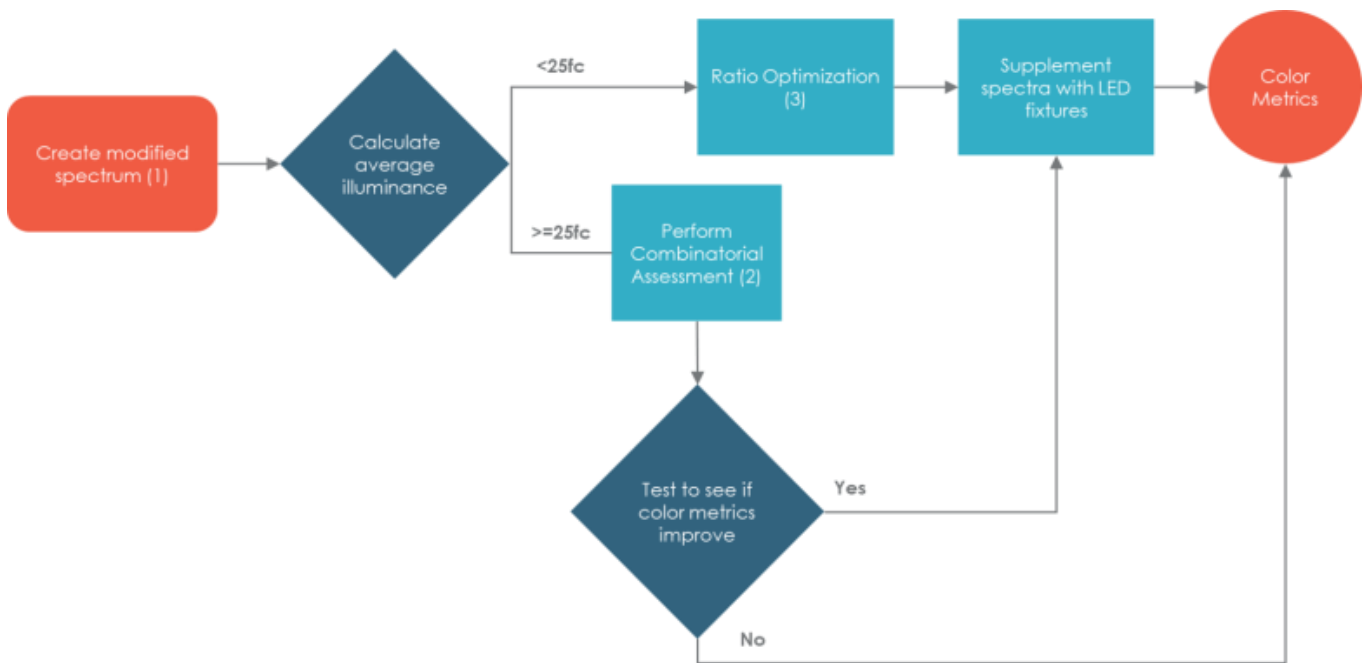 Create modified
spectrum (1)
Calculate
average
illuminance
<25fc
Ratio Optimization
(3)
Supplement
spectra with LED
fixtures
Color
Metrics
>=25fc
Perform
Combinatorial
Assessment (2)
Test to see if
color metrics
improve
Yes
No